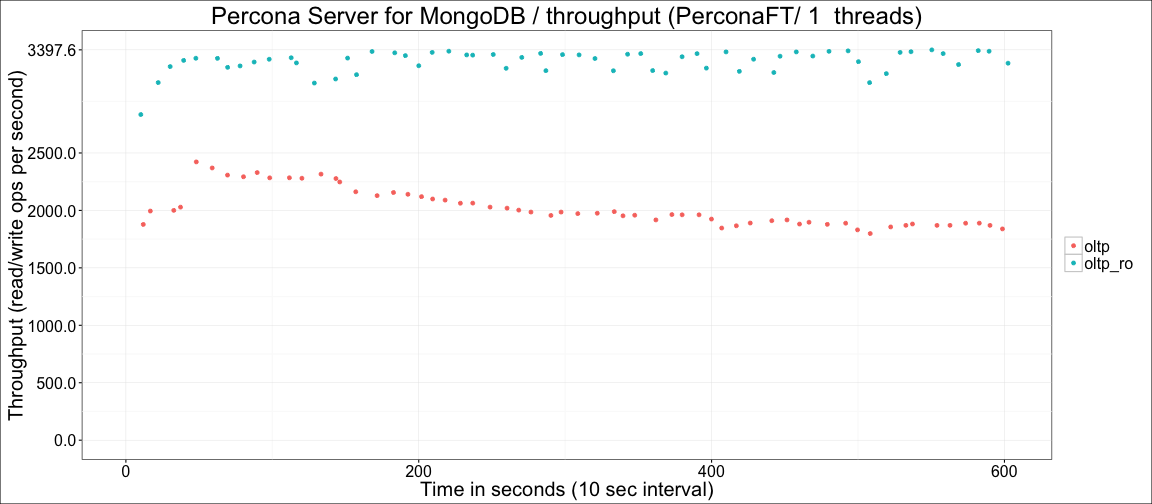 Percona Server for MongoDB / throughput (PerconaFT/ 1  threads)
Throughput (read/write ops per second)
3397.6
2500.0
2000.0
1500.0
1000.0
500.0
0.0
0 200 400 600
Time in seconds (10 sec interval)
oltp
oltp_ro